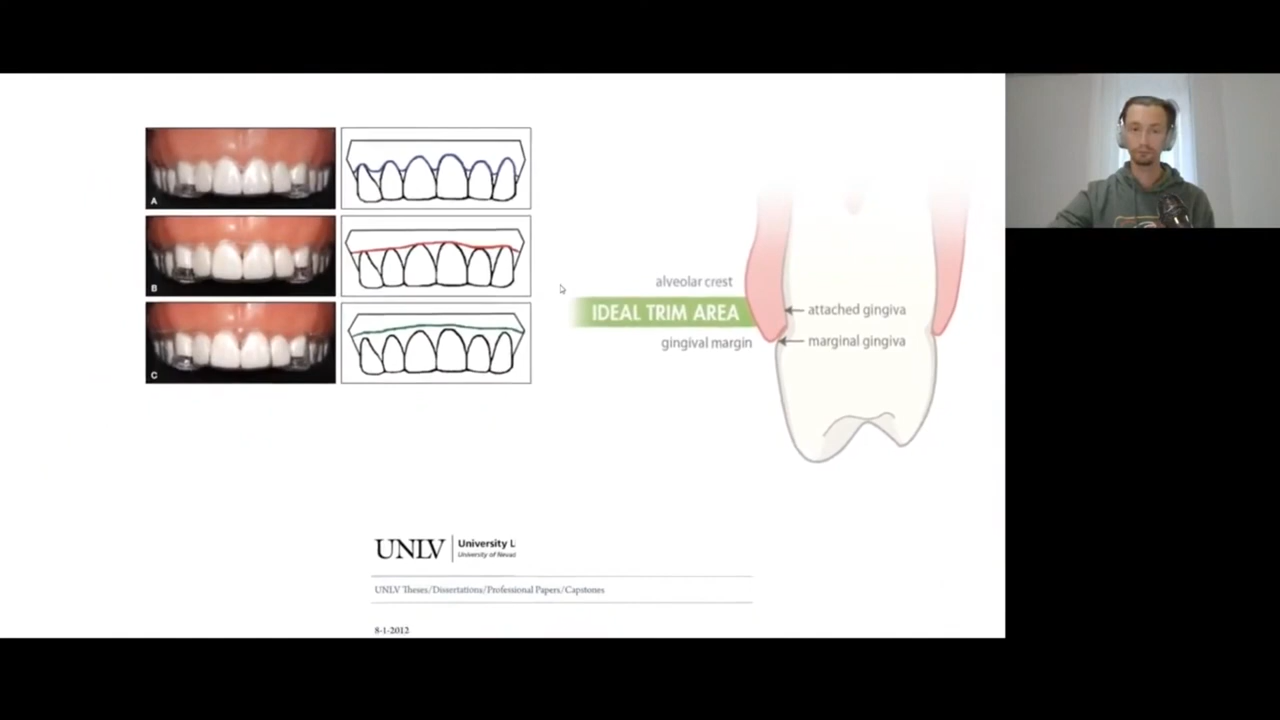 A
B
C
alveolar crest
IDEAL TRIM AREA
gingival margin
attached gingiva
marginal gingiva
UNLV
University L
University of Nevad
UNLV Theses/Dissertations/Professional Papers/Capstones
8-1-2012